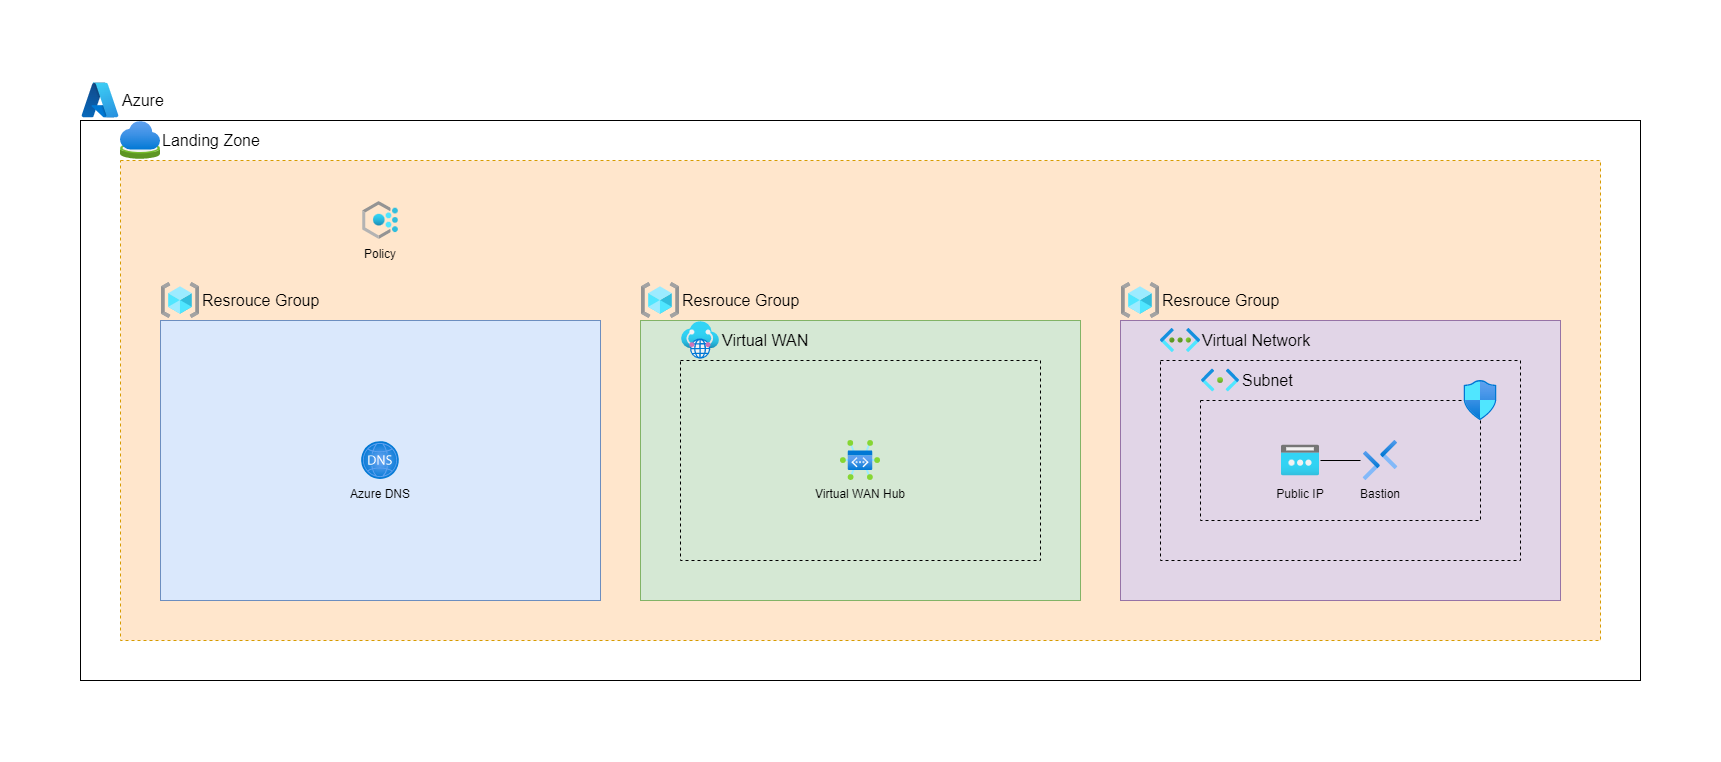 Azure
Landing Zone
Policy
Resrouce Group
Resrouce Group
Resrouce Group
Virtual WAN
Virtual Network
Subnet
DNS
Azure DNS
Virtual WAN Hub
Public IP
Bastion